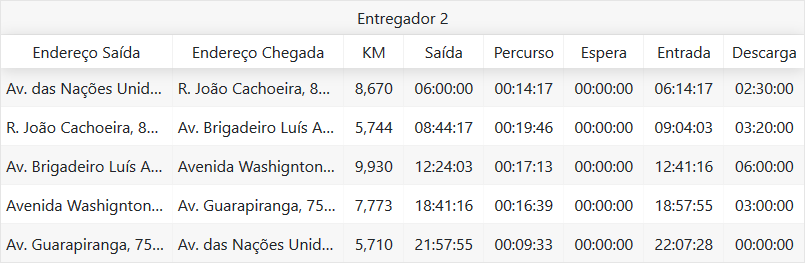 Entregador 2
Endereço Saída Endereço Chegada KM Saída Percurso Espera Entrada Descarga
Av. das Nações Unid... R. João Cachoeira, 8... 8,670 06:00:00 00:14:17 00:00:00 06:14:17 02:30:00
R. João Cachoeira, 8... Av. Brigadeiro Luís A... 5,744 08:44:17 00:19:46 00:00:00 09:04:03 03:20:00
Av. Brigadeiro Luís A... Avenida Washignton... 9,930 12:24:03 00:17:13 00:00:00 12:41:16 06:00:00
Avenida Washignton... Av. Guarapiranga, 75... 7,773 18:41:16 00:16:39 00:00:00 18:57:55 03:00:00
Av. Guarapiranga, 75... Av. das Nações Unid... 5,710 21:57:55 00:09:33 00:00:00 22:07:28 00:00:00